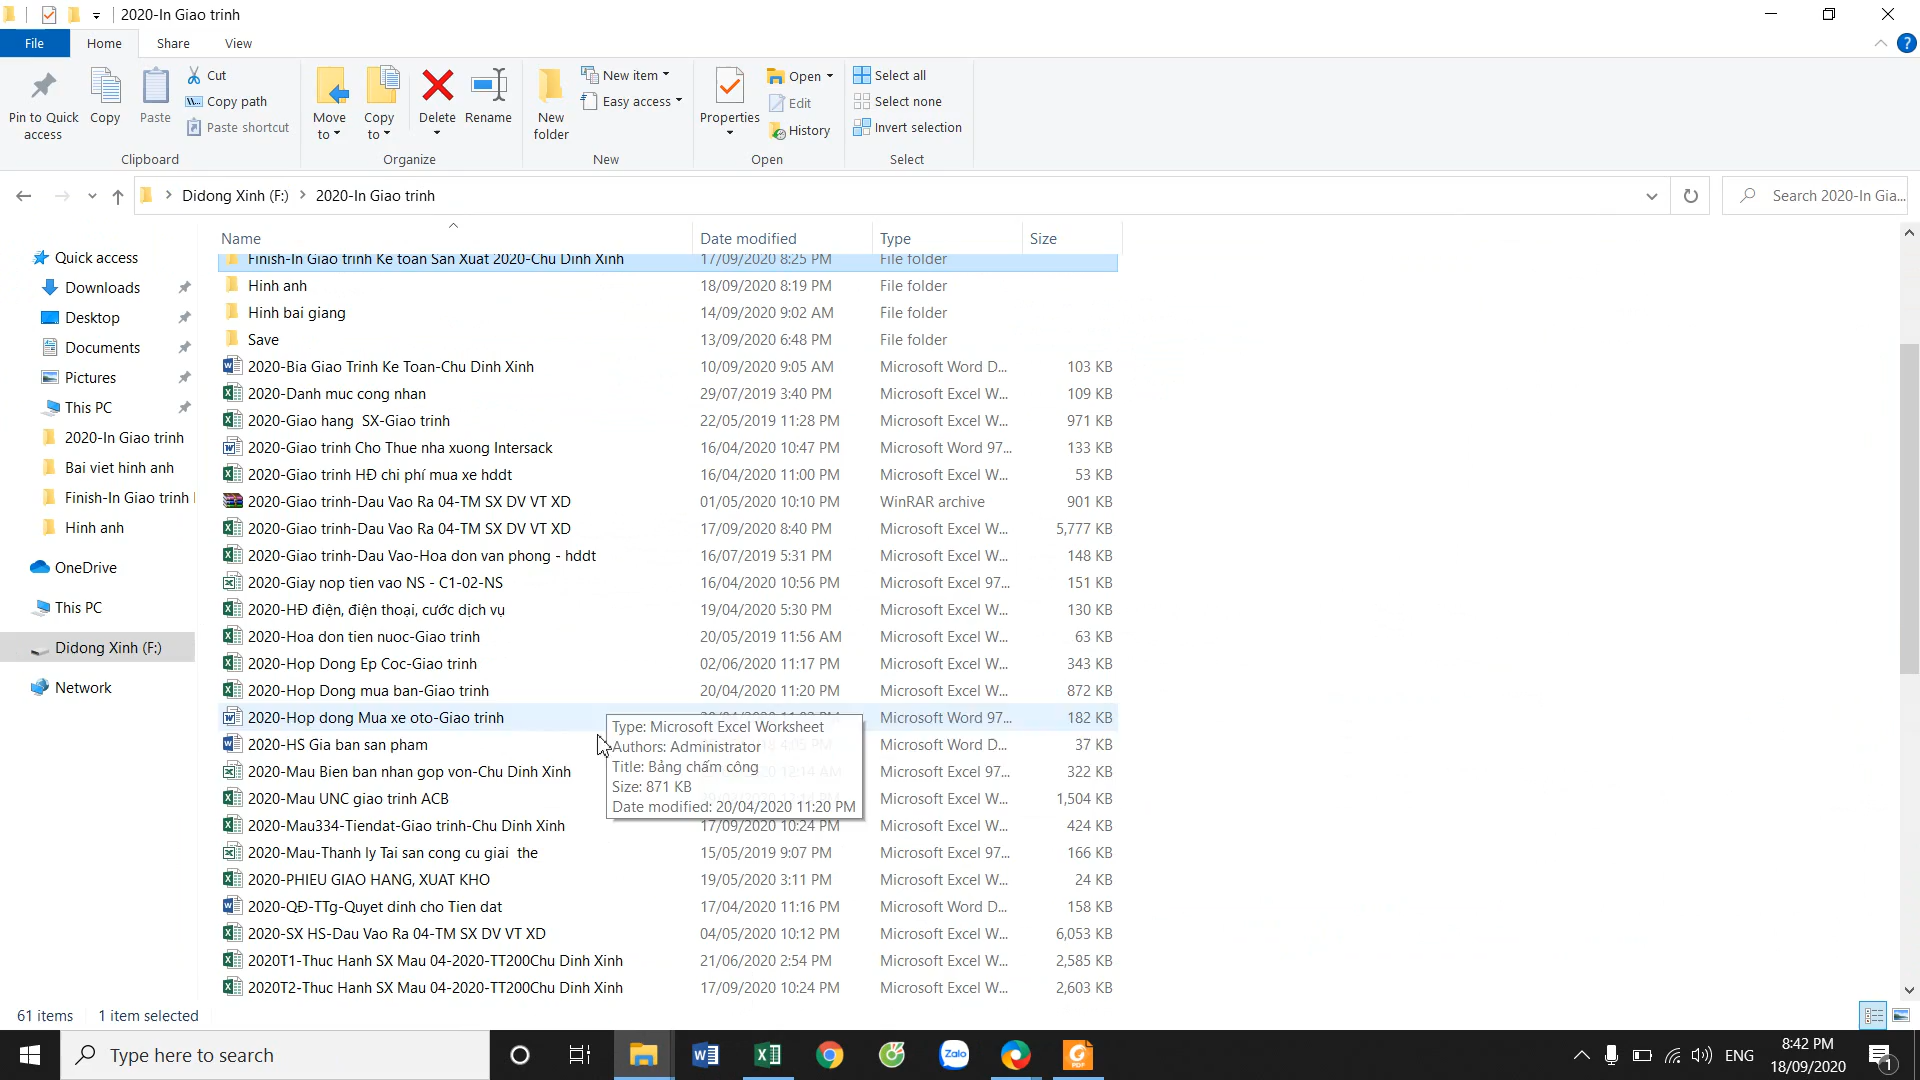 2020-In Giao trinh
File Home Share View
Pin to Quick access
Copy
Paste
Cut
Copy path
Paste shortcut
Clipboard
Move to
Copy to
Delete
Rename
Organize
New folder
New item
Easy access
New
Properties
Open
Edit
History
Open
Select all
Select none
Invert selection
Select
Didong Xinh (F:) 2020-In Giao trinh
Search 2020-In Gia...
Quick access
Downloads
Desktop
Documents
Pictures
This PC
2020-In Giao trinh
Bai viet hinh anh
Finish-In Giao trinh
Hinh anh
OneDrive
This PC
Didong Xinh (F:)
Network
Name Date modified Type Size
Finish-In Giao trinh Ke toan San Xuat 2020-Chu Dinh Xinh 17/09/2020 8:25 PM File folder
Hinh anh 18/09/2020 8:19 PM File folder
Hinh bai giang 14/09/2020 9:02 AM File folder
Save 13/09/2020 6:48 PM File folder
2020-Bia Giao Trinh Ke Toan-Chu Dinh Xinh 10/09/2020 9:05 AM Microsoft Word D... 103 KB
2020-Danh muc cong nhan 29/07/2019 3:40 PM Microsoft Excel W... 109 KB
2020-Giao hang  SX-Giao trinh 22/05/2019 11:28 PM Microsoft Excel W... 971 KB
2020-Giao trinh Cho Thue nha xuong Intersack 16/04/2020 10:47 PM Microsoft Word 97... 133 KB
2020-Giao trinh HĐ chi phí mua xe hddt 16/04/2020 11:00 PM Microsoft Excel W... 53 KB
2020-Giao trinh-Dau Vao Ra 04-TM SX DV VT XD 01/05/2020 10:10 PM WinRAR archive 901 KB
2020-Giao trinh-Dau Vao Ra 04-TM SX DV VT XD 17/09/2020 8:40 PM Microsoft Excel W... 5,777 KB
2020-Giao trinh-Dau Vao-Hoa don van phong - hddt 16/07/2019 5:31 PM Microsoft Excel W... 148 KB
2020-Giay nop tien vao NS - C1-02-NS 16/04/2020 10:56 PM Microsoft Excel 97... 151 KB
2020-HĐ điện, điện thoại, cước dịch vụ 19/04/2020 5:30 PM Microsoft Excel W... 130 KB
2020-Hoa don tien nuoc-Giao trinh 20/05/2019 11:56 AM Microsoft Excel W... 63 KB
2020-Hop Dong Ep Coc-Giao trinh 02/06/2020 11:17 PM Microsoft Excel W... 343 KB
2020-Hop Dong mua ban-Giao trinh 20/04/2020 11:20 PM Microsoft Excel W... 872 KB
2020-Hop dong Mua xe oto-Giao trinh Microsoft Word 97... 182 KB
2020-HS Gia ban san pham Microsoft Word D... 37 KB
2020-Mau Bien ban nhan gop von-Chu Dinh Xinh Microsoft Excel 97... 322 KB
2020-Mau UNC giao trinh ACB Microsoft Excel W... 1,504 KB
2020-Mau334-Tiendat-Giao trinh-Chu Dinh Xinh 17/09/2020 10:24 PM Microsoft Excel W... 424 KB
2020-Mau-Thanh ly Tai san cong cu giai  the 15/05/2019 9:07 PM Microsoft Excel 97... 166 KB
2020-PHIEU GIAO HANG, XUAT KHO 19/05/2020 3:11 PM Microsoft Excel W... 24 KB
2020-QĐ-TTg-Quyet dinh cho Tien dat 17/04/2020 11:16 PM Microsoft Word D... 158 KB
2020-SX HS-Dau Vao Ra 04-TM SX DV VT XD 04/05/2020 10:12 PM Microsoft Excel W... 6,053 KB
2020T1-Thuc Hanh SX Mau 04-2020-TT200Chu Dinh Xinh 21/06/2020 2:54 PM Microsoft Excel W... 2,585 KB
2020T2-Thuc Hanh SX Mau 04-2020-TT200Chu Dinh Xinh 17/09/2020 10:24 PM Microsoft Excel W... 2,603 KB
Type: Microsoft Excel Worksheet
Authors: Administrator
Title: Bảng chấm công
Size: 871 KB
Date modified: 20/04/2020 11:20 PM
61 items 1 item selected
Type here to search
Zalo
PDF
ENG
8:42 PM
18/09/2020
1